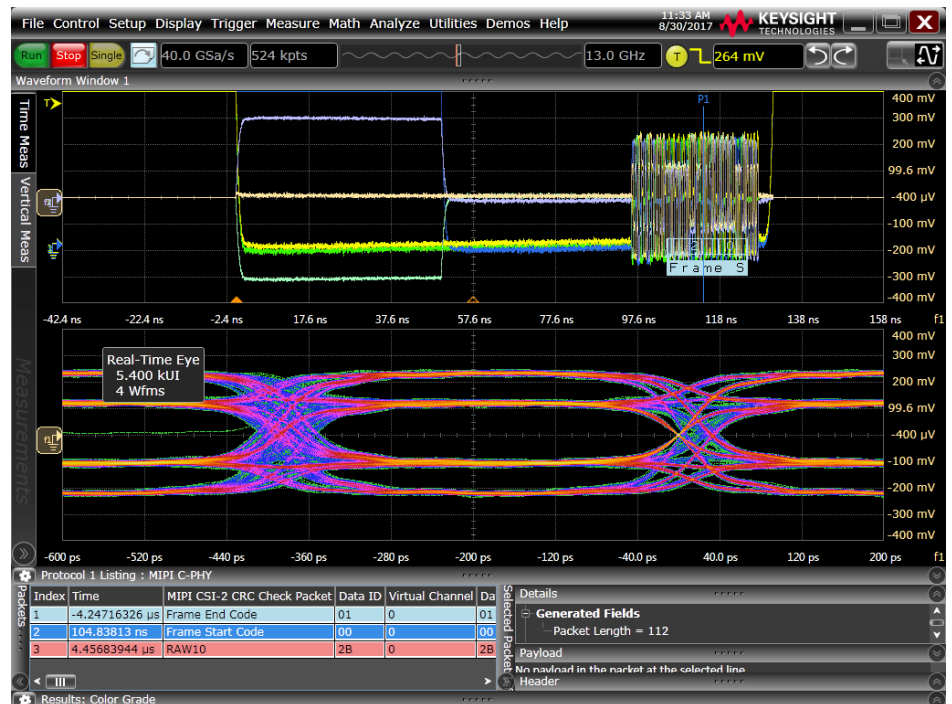 File Control Setup Display Trigger Measure Math Analyze Utilities Demos Help 11:33 AM 8/30/2017 KEYSIGHT TECHNOLOGIES X
Run Stop Single 40.0 GSa/s 524 kpts 13.0 GHz T 264 mV
Waveform Window 1
Time Meas
Vertical Meas
Measurements
T
P1
400 mV
300 mV
200 mV
99.6 mV
-400 µV
-100 mV
-200 mV
-300 mV
-400 mV
Frame S
-42.4 ns -22.4 ns -2.4 ns 17.6 ns 37.6 ns 57.6 ns 77.6 ns 97.6 ns 118 ns 138 ns 158 ns f1
Real-Time Eye
5.400 kUI
4 Wfms
400 mV
300 mV
200 mV
99.6 mV
-400 µV
-100 mV
-200 mV
-300 mV
-400 mV
-600 ps -520 ps -440 ps -360 ps -280 ps -200 ps -120 ps -40.0 ps 40.0 ps 120 ps 200 ps f1
Protocol 1 Listing : MIPI C-PHY
Packets
Index Time MIPI CSI-2 CRC Check Packet Data ID Virtual Channel Da
1 -4.24716326 µs Frame End Code 01 0 01
2 104.83813 ns Frame Start Code 00 0 00
3 4.45683944 µs RAW10 2B 0 2B
Selected Packet
Details
Generated Fields
Packet Length = 112
Payload
No payload in the packet at the selected line
Header
Results: Color Grade